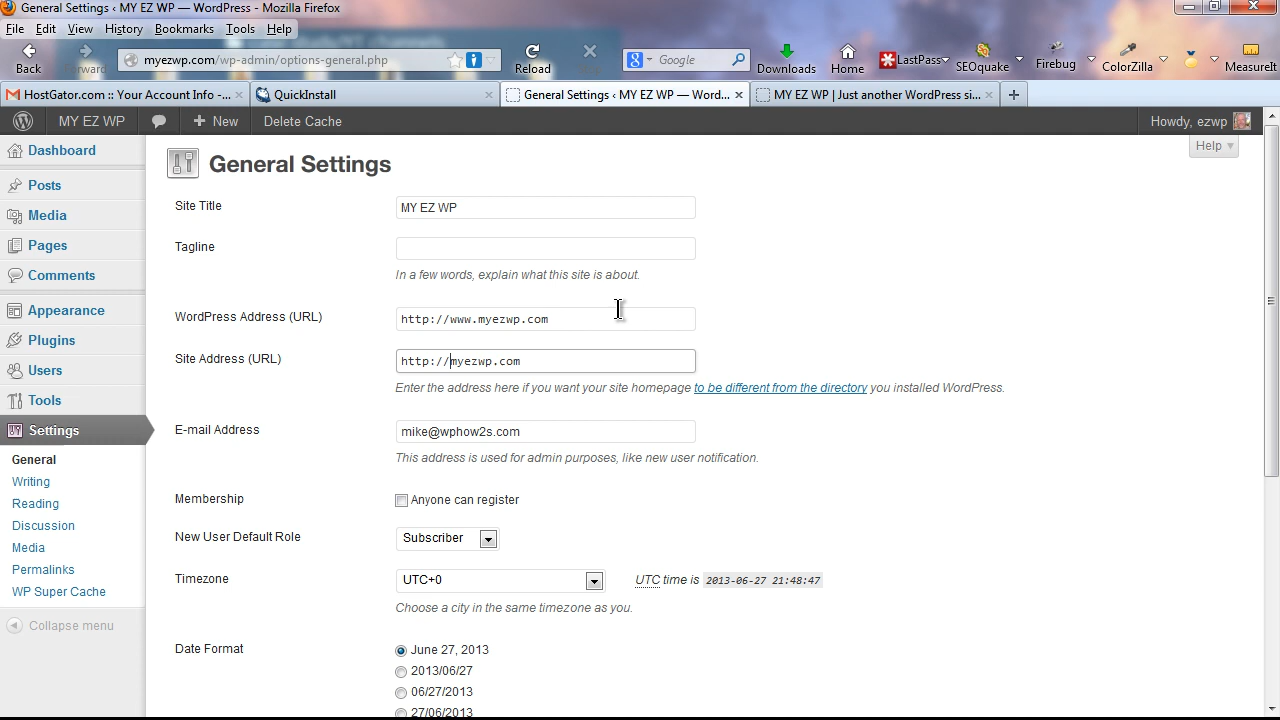 General Settings ‹ MY EZ WP — WordPress - Mozilla Firefox
File Edit View History Bookmarks Tools Help
Back Forward myezwp.com/wp-admin/options-general.php Reload Google Downloads Home LastPass SEOquake Firebug ColorZilla MeasureIt
HostGator.com :: Your Account Info -... QuickInstall General Settings ‹ MY EZ WP — Word... MY EZ WP | Just another WordPress si...
MY EZ WP New Delete Cache Howdy, ezwp
Help
Dashboard
Posts
Media
Pages
Comments
Appearance
Plugins
Users
Tools
Settings
General
Writing
Reading
Discussion
Media
Permalinks
WP Super Cache
Collapse menu
General Settings
Site Title MY EZ WP
Tagline
In a few words, explain what this site is about.
WordPress Address (URL) http://www.myezwp.com
Site Address (URL) http://myezwp.com
Enter the address here if you want your site homepage to be different from the directory you installed WordPress.
E-mail Address mike@wphow2s.com
This address is used for admin purposes, like new user notification.
Membership Anyone can register
New User Default Role Subscriber
Timezone UTC+0 UTC time is 2013-06-27 21:48:47
Choose a city in the same timezone as you.
Date Format June 27, 2013
2013/06/27
06/27/2013
27/06/2013